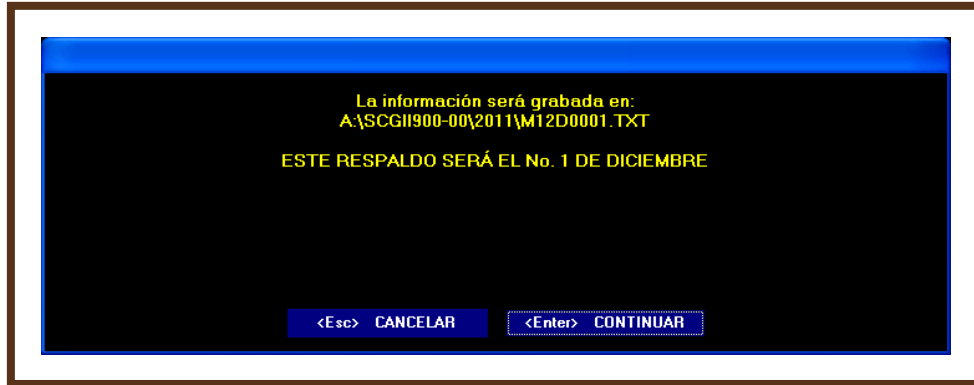 La información será grabada en:
A:\SCGII900-00\2011\M12D0001.TXT
ESTE RESPALDO SERÁ EL No. 1 DE DICIEMBRE
<Esc> CANCELAR <Enter> CONTINUAR